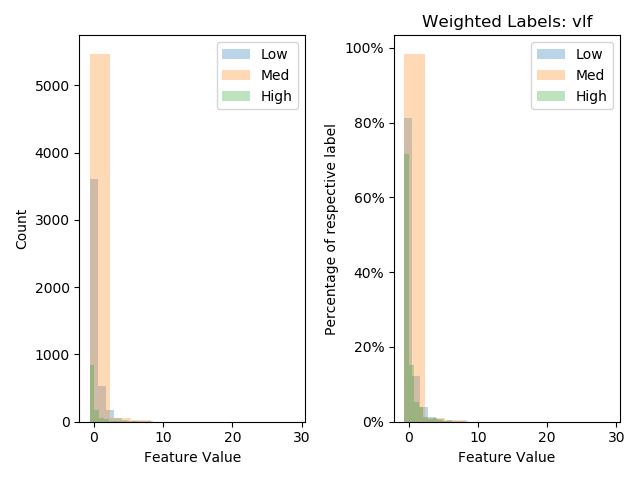 Weighted Labels: vlf
Low
Med
High
5000
4000
3000
2000
1000
0
Count
0
10
20
30
Feature Value
Low
Med
High
100%
80%
60%
40%
20%
0%
Percentage of respective label
0
10
20
30
Feature Value